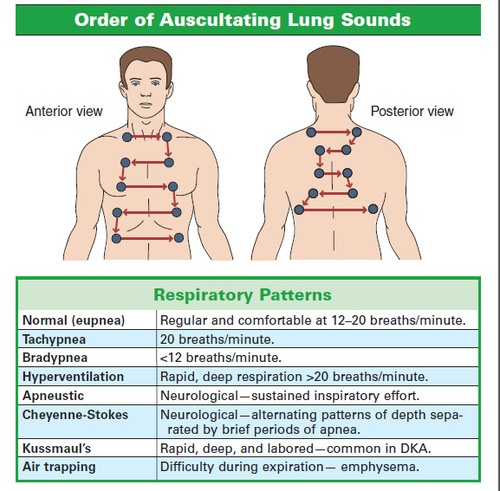 Order of Auscultating Lung Sounds
Anterior view
Posterior view
Respiratory Patterns
Normal (eupnea) Regular and comfortable at 12–20 breaths/minute.
Tachypnea 20 breaths/minute.
Bradypnea <12 breaths/minute.
Hyperventilation Rapid, deep respiration >20 breaths/minute.
Apneustic Neurological—sustained inspiratory effort.
Cheyenne-Stokes Neurological—alternating patterns of depth sepa-
rated by brief periods of apnea.
Kussmaul's Rapid, deep, and labored—common in DKA.
Air trapping Difficulty during expiration— emphysema.